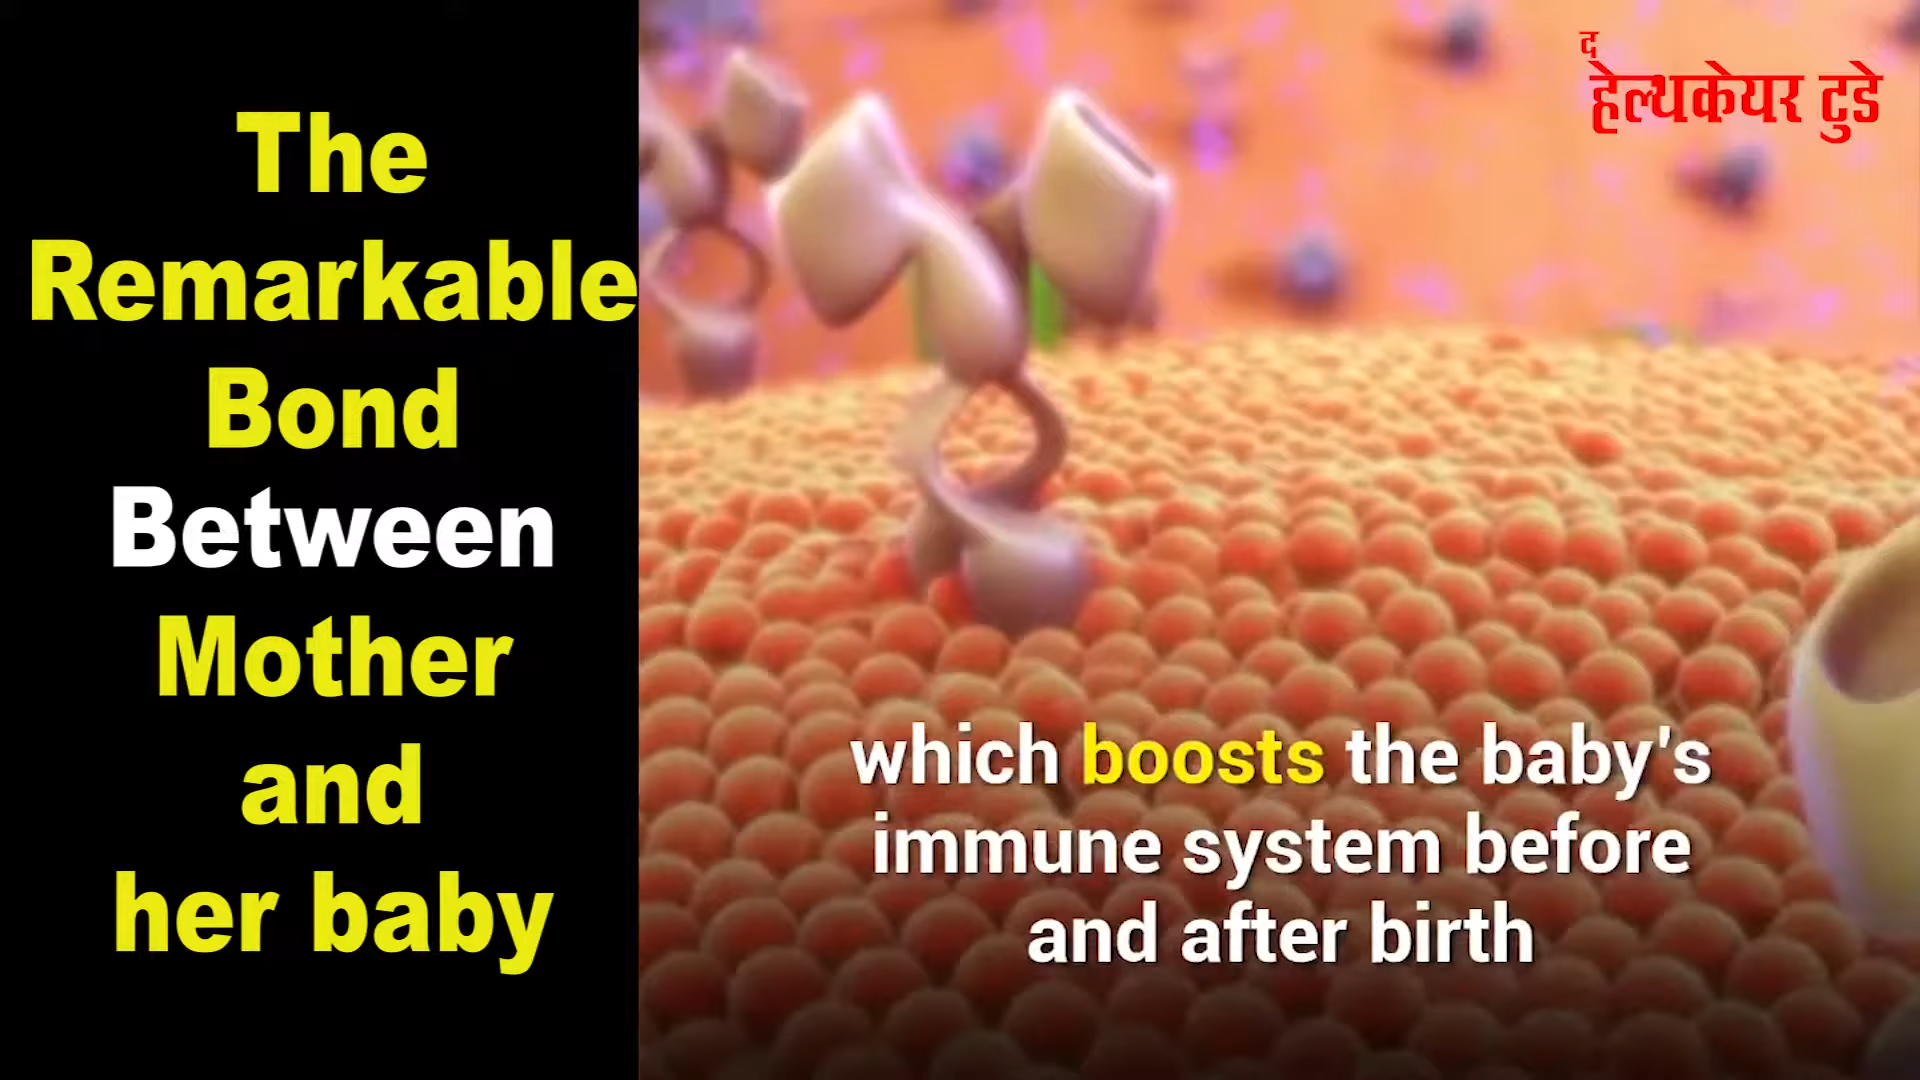 The
Remarkable
Bond
Between
Mother
and
her baby
द
हेल्थकेयर टुडे
which boosts the baby's
immune system before
and after birth